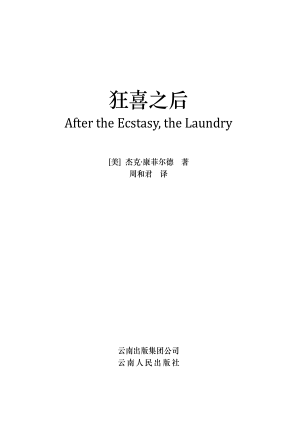 狂喜之后
After the Ecstasy, the Laundry
[美] 杰克·康菲尔德 著
周和君 译
云南出版集团公司
云南人民出版社